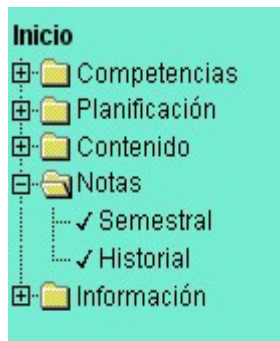 Inicio
Competencias
Planificación
Contenido
Notas
Semestral
Historial
Información